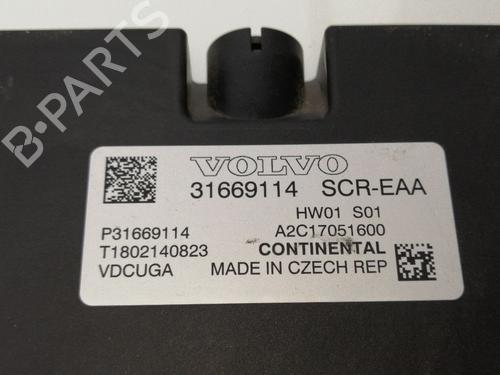 B-PARTS
VOLVO
31669114 SCR-EAA
HW01 S01
P31669114 A2C17051600
T1802140823 CONTINENTAL
VDCUGA MADE IN CZECH REP